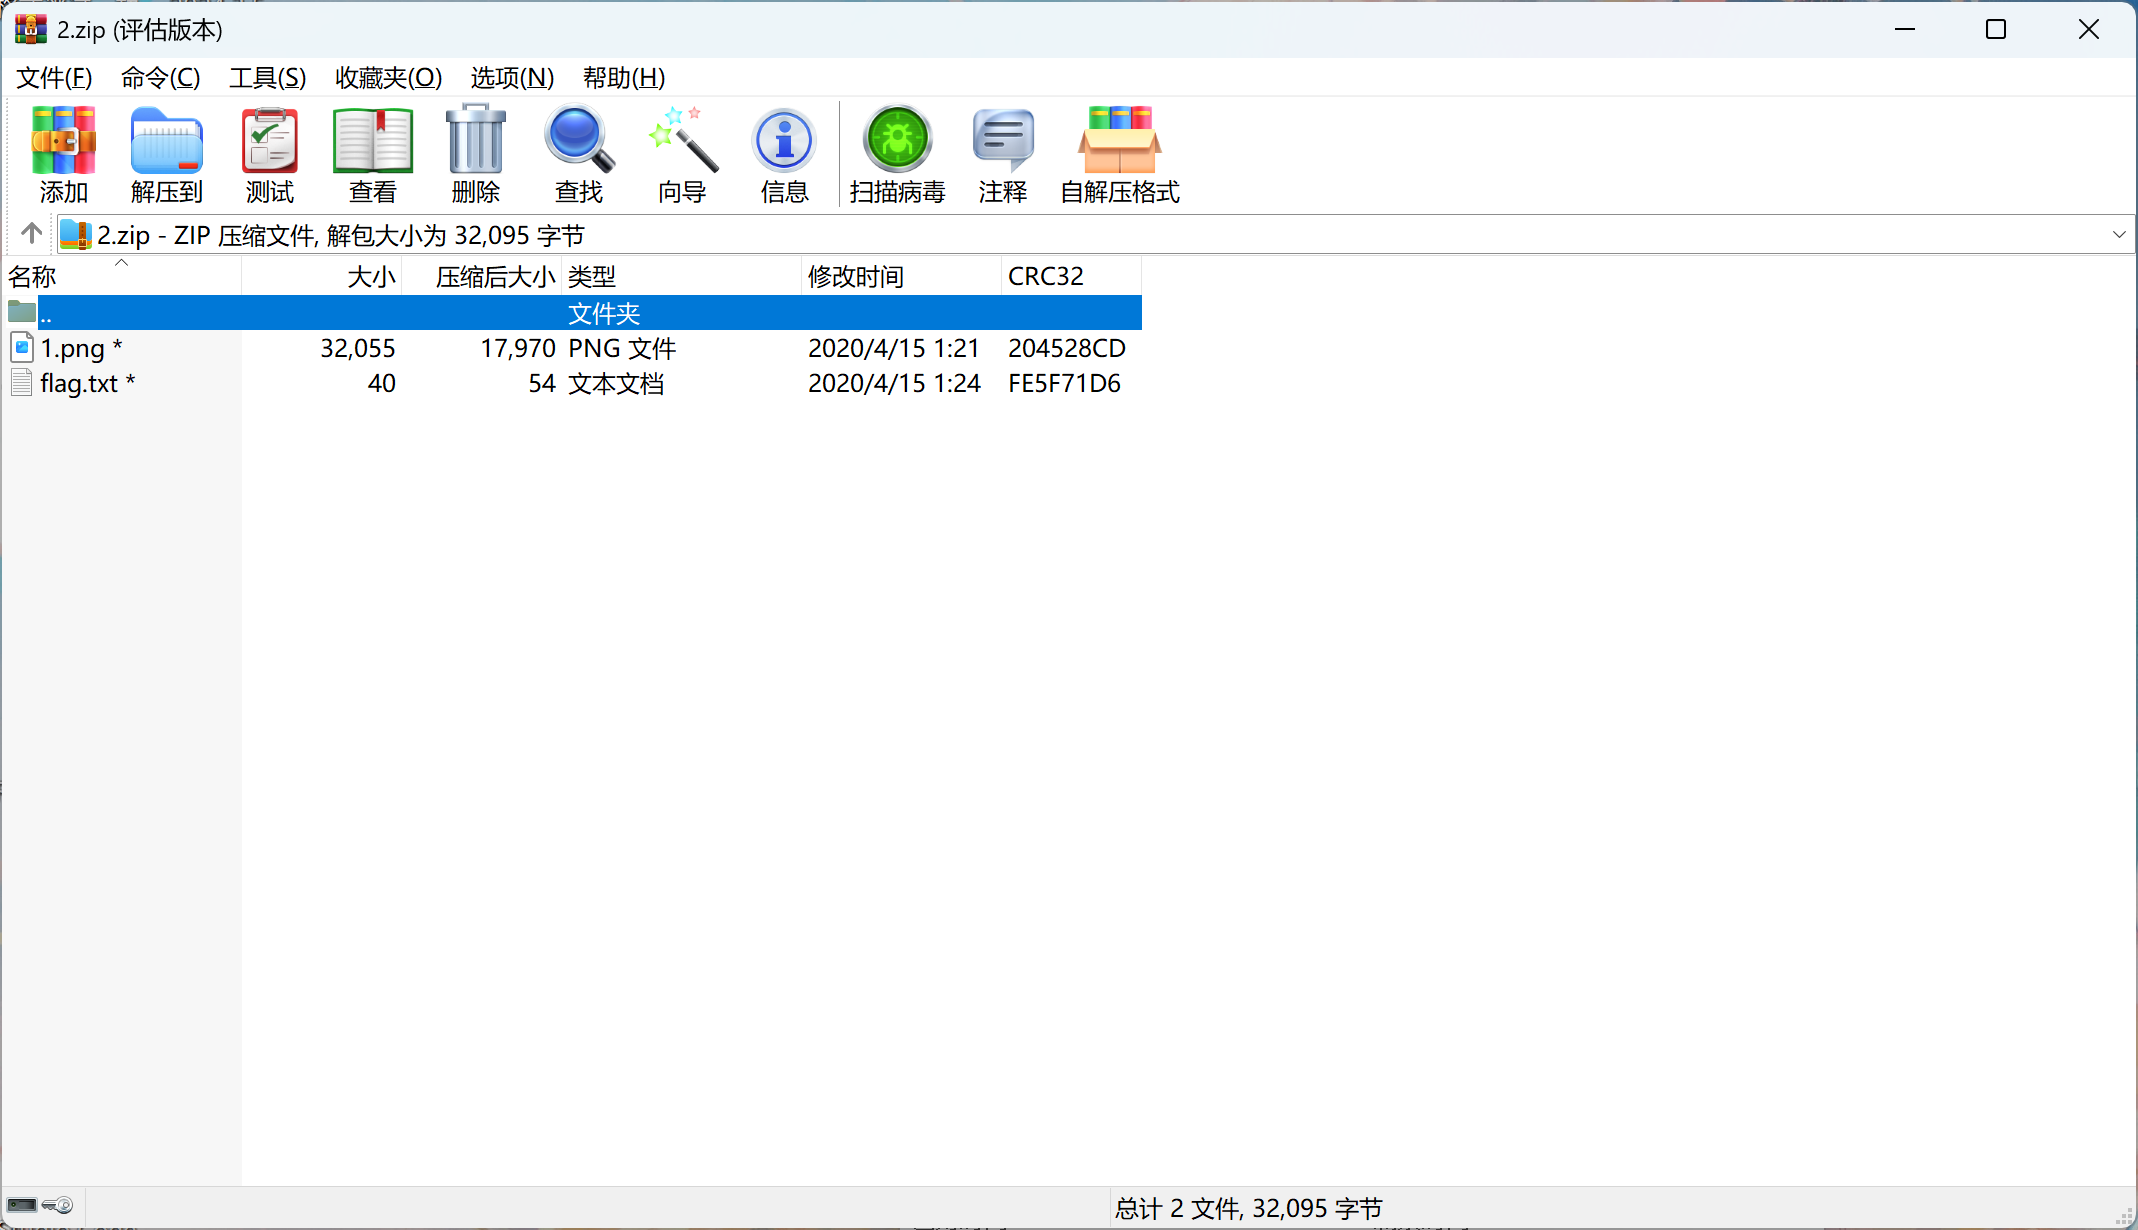 2.zip (评估版本)
文件(F) 命令(C) 工具(S) 收藏夹(O) 选项(N) 帮助(H)
添加 解压到 测试 查看 删除 查找 向导 信息 扫描病毒 注释 自解压格式
2.zip - ZIP 压缩文件, 解包大小为 32,095 字节
名称 大小 压缩后大小 类型 修改时间 CRC32
.. 文件夹
1.png * 32,055 17,970 PNG 文件 2020/4/15 1:21 204528CD
flag.txt * 40 54 文本文档 2020/4/15 1:24 FE5F71D6
总计 2 文件, 32,095 字节